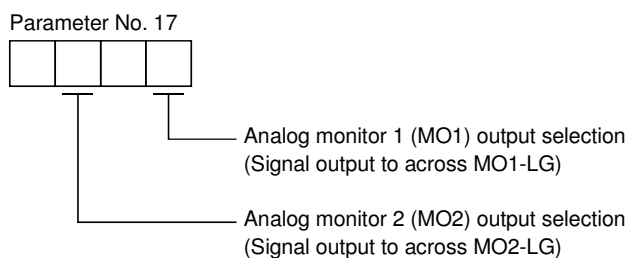 Parameter No. 17
Analog monitor 1 (MO1) output selection
(Signal output to across MO1-LG)
Analog monitor 2 (MO2) output selection
(Signal output to across MO2-LG)